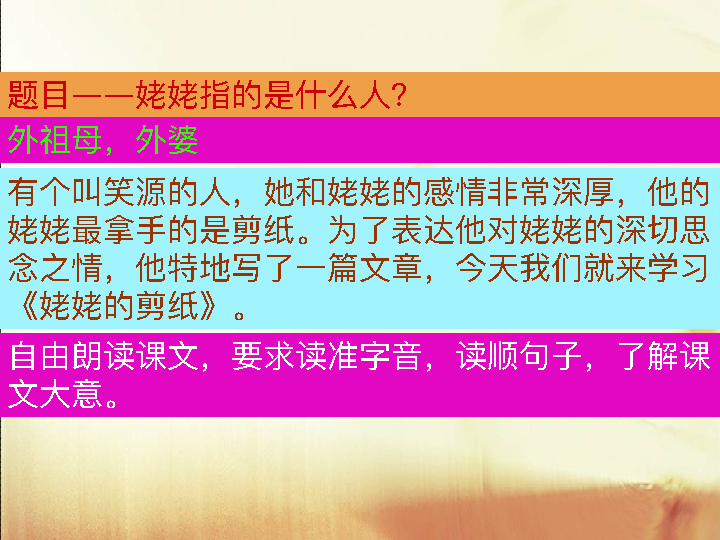 题目——姥姥指的是什么人？
外祖母，外婆
有个叫笑源的人，她和姥姥的感情非常深厚，他的
姥姥最拿手的是剪纸。为了表达他对姥姥的深切思
念之情，他特地写了一篇文章，今天我们就来学习
《姥姥的剪纸》。
自由朗读课文，要求读准字音，读顺句子，了解课
文大意。